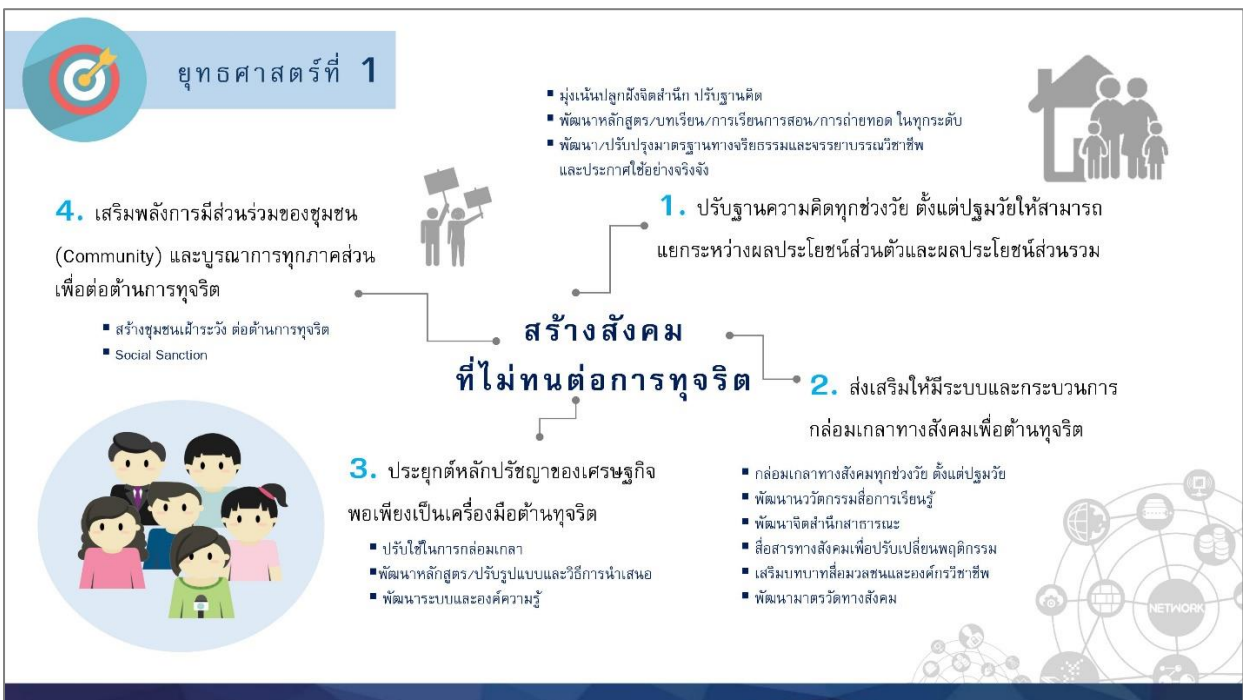 ยุทธศาสตร์ที่ 1
▪ มุ่งเน้นปลูกฝังจิตสำนึก ปรับฐานคิด
▪ พัฒนาหลักสูตร/บทเรียน/การเรียนการสอน/การถ่ายทอด ในทุกระดับ
▪ พัฒนา/ปรับปรุงมาตรฐานทางจริยธรรมและจรรยาบรรณวิชาชีพ
และประกาศใช้อย่างจริงจัง
1. ปรับฐานความคิดทุกช่วงวัย ตั้งแต่ปฐมวัยให้สามารถ
แยกระหว่างผลประโยชน์ส่วนตัวและผลประโยชน์ส่วนรวม
4. เสริมพลังการมีส่วนร่วมของชุมชน
(Community) และบูรณาการทุกภาคส่วน
เพื่อต่อต้านการทุจริต
▪ สร้างชุมชนเฝ้าระวัง ต่อต้านการทุจริต
▪ Social Sanction
สร้างสังคม
ที่ไม่ทนต่อการทุจริต
2. ส่งเสริมให้มีระบบและกระบวนการ
กล่อมเกลาทางสังคมเพื่อต้านทุจริต
▪ กล่อมเกลาทางสังคมทุกช่วงวัย ตั้งแต่ปฐมวัย
▪ พัฒนานวัตกรรมสื่อการเรียนรู้
▪ พัฒนาจิตสำนึกสาธารณะ
▪ สื่อสารทางสังคมเพื่อปรับเปลี่ยนพฤติกรรม
▪ เสริมบทบาทสื่อมวลชนและองค์กรวิชาชีพ
▪ พัฒนามาตรวัดทางสังคม
3. ประยุกต์หลักปรัชญาของเศรษฐกิจ
พอเพียงเป็นเครื่องมือต้านทุจริต
▪ ปรับใช้ในการกล่อมเกลา
▪พัฒนาหลักสูตร/ปรับรูปแบบและวิธีการนำเสนอ
▪ พัฒนาระบบและองค์ความรู้
NETWORK